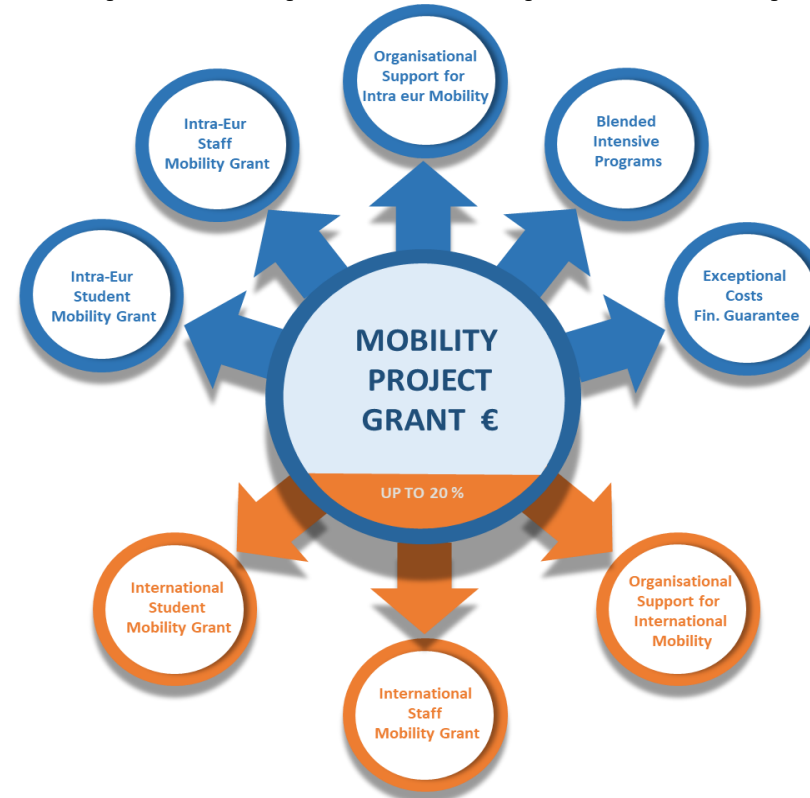 Organisational
Support for
Intra eur Mobility
Intra-Eur
Staff
Mobility Grant
Blended
Intensive
Programs
Intra-Eur
Student
Mobility Grant
Exceptional
Costs
Fin. Guarantee
MOBILITY
PROJECT
GRANT €
UP TO 20 %
International
Student
Mobility Grant
Organisational
Support for
International
Mobility
International
Staff
Mobility Grant